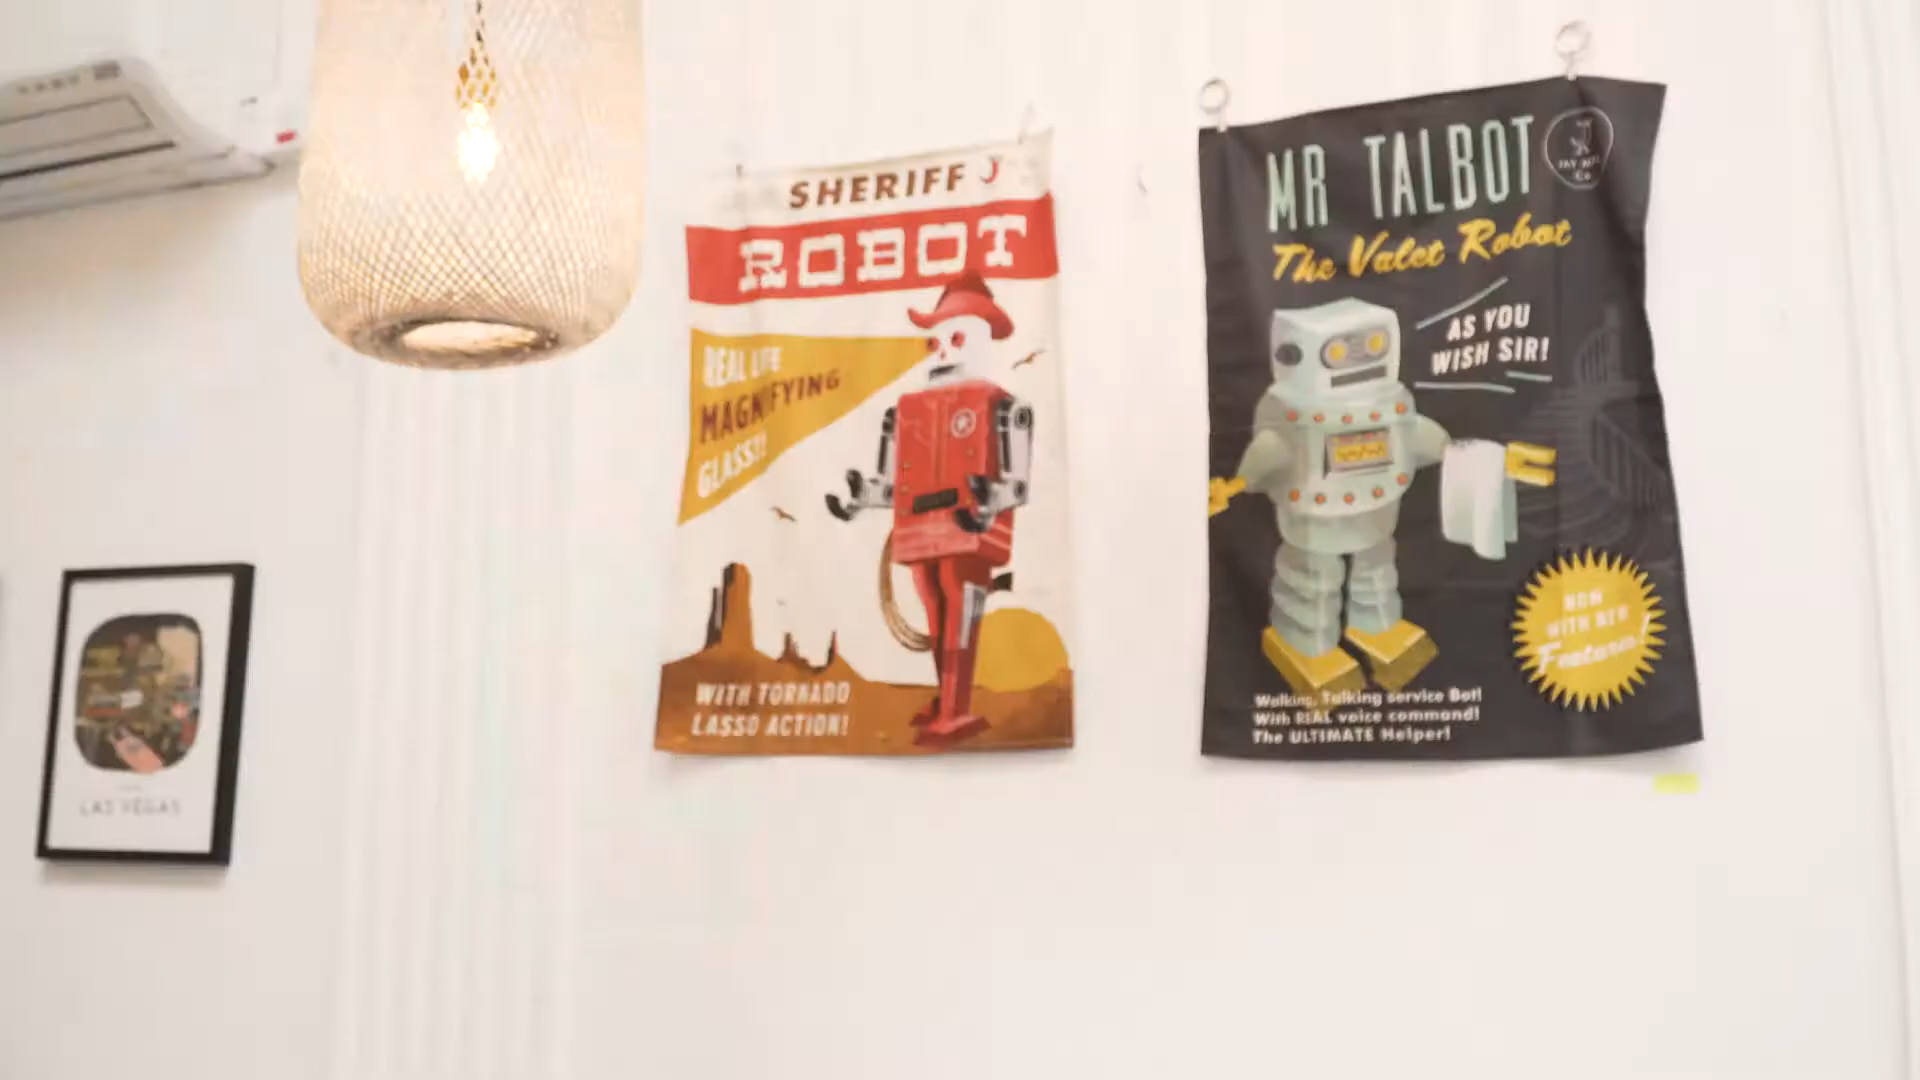 SHERIFF J
ROBOT
REAL LIFE
MAGNIFYING
GLASS!!
WITH TORNADO
LASSO ACTION!
MR TALBOT
The Valet Robot
AS YOU
WISH SIR!
NOW
WITH NEW
Features!
Walking, Talking service Bot!
With REAL voice command!
The ULTIMATE Helper!
LAS VEGAS